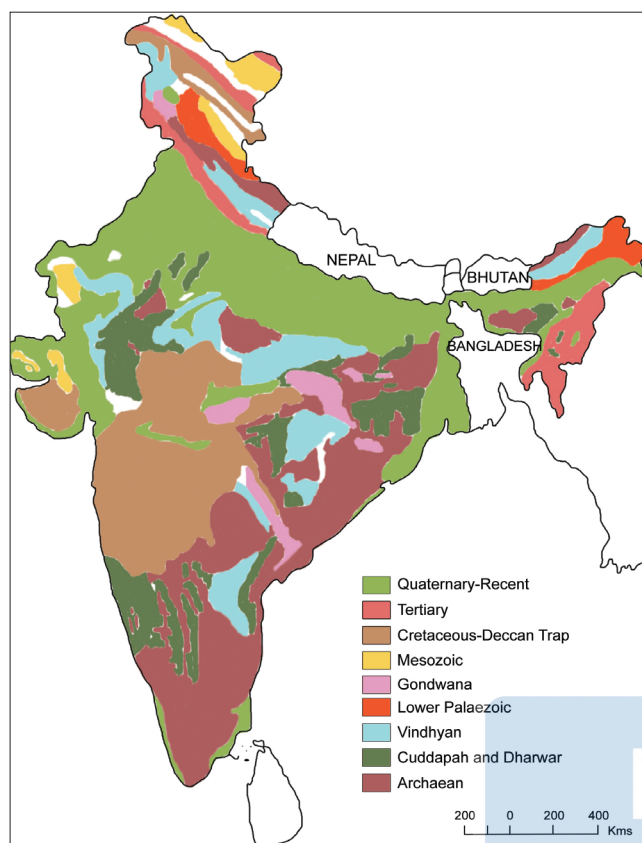 NEPAL
BHUTAN
BANGLADESH
Quaternary-Recent
Tertiary
Cretaceous-Deccan Trap
Mesozoic
Gondwana
Lower Palaezoic
Vindhyan
Cuddapah and Dharwar
Archaean
200 0 200 400
Kms